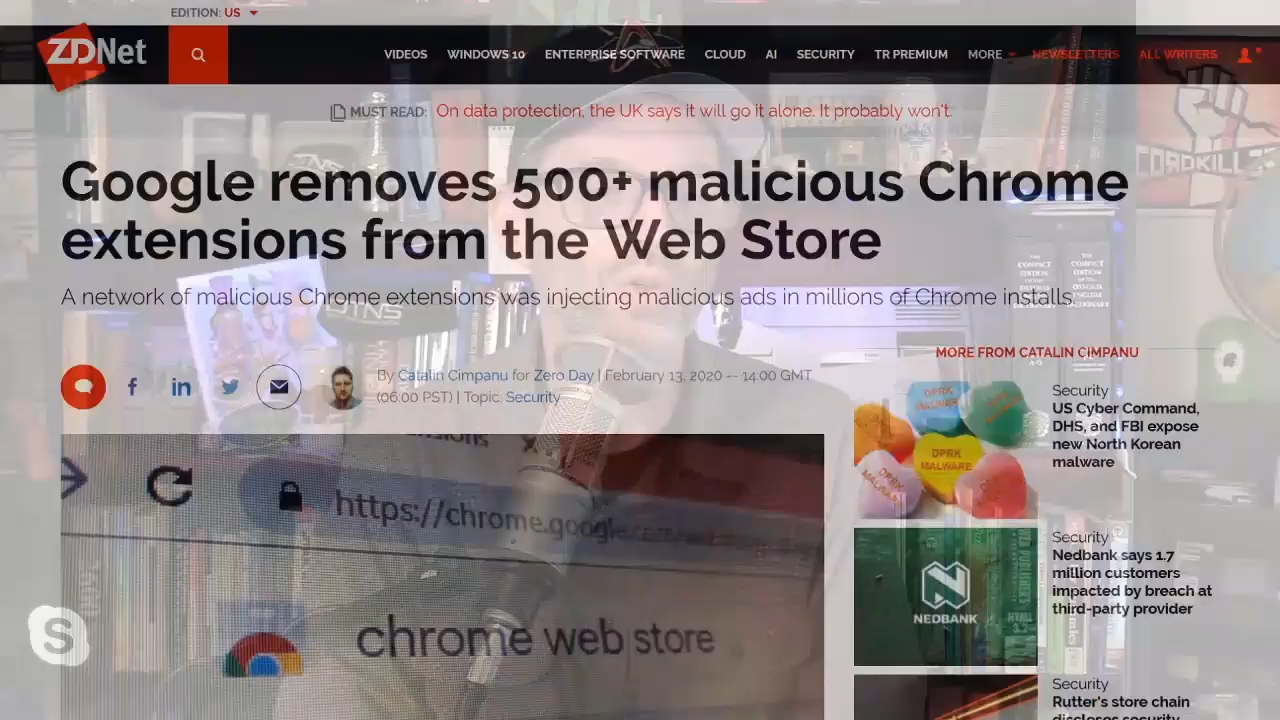 EDITION: US
ZDNet
VIDEOS WINDOWS 10 ENTERPRISE SOFTWARE CLOUD AI SECURITY TR PREMIUM MORE NEWSLETTERS ALL WRITERS
MUST READ: On data protection, the UK says it will go it alone. It probably won't.
CORDKILL
Google removes 500+ malicious Chrome
extensions from the Web Store
A network of malicious Chrome extensions was injecting malicious ads in millions of Chrome installs.
DTNS
By Catalin Cimpanu for Zero Day | February 13, 2020 -- 14:00 GMT
(06:00 PST) | Topic: Security
https://chrome.google
chrome web store
MORE FROM CATALIN CIMPANU
Security
US Cyber Command,
DHS, and FBI expose
new North Korean
malware
DPRK
MALWARE
Security
Nedbank says 1.7
million customers
impacted by breach at
third-party provider
NEDBANK
Security
Rutter's store chain
discloses security
S